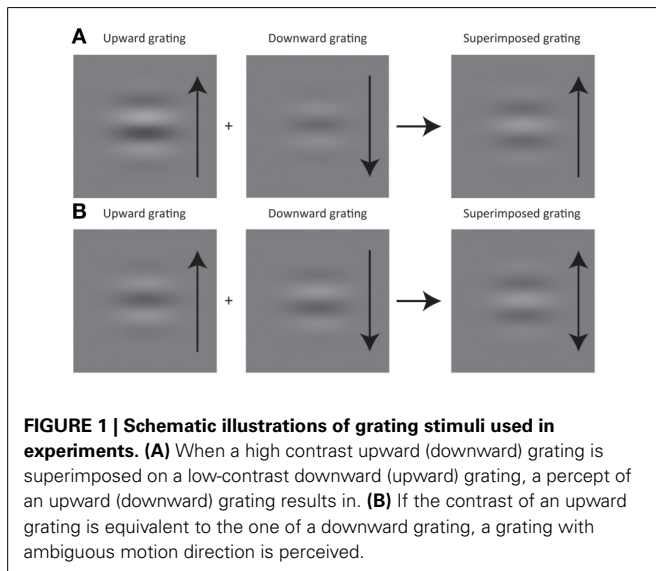 A Upward grating Downward grating Superimposed grating
+
B Upward grating Downward grating Superimposed grating
+
FIGURE 1 | Schematic illustrations of grating stimuli used in
experiments. (A) When a high contrast upward (downward) grating is
superimposed on a low-contrast downward (upward) grating, a percept of
an upward (downward) grating results in. (B) If the contrast of an upward
grating is equivalent to the one of a downward grating, a grating with
ambiguous motion direction is perceived.